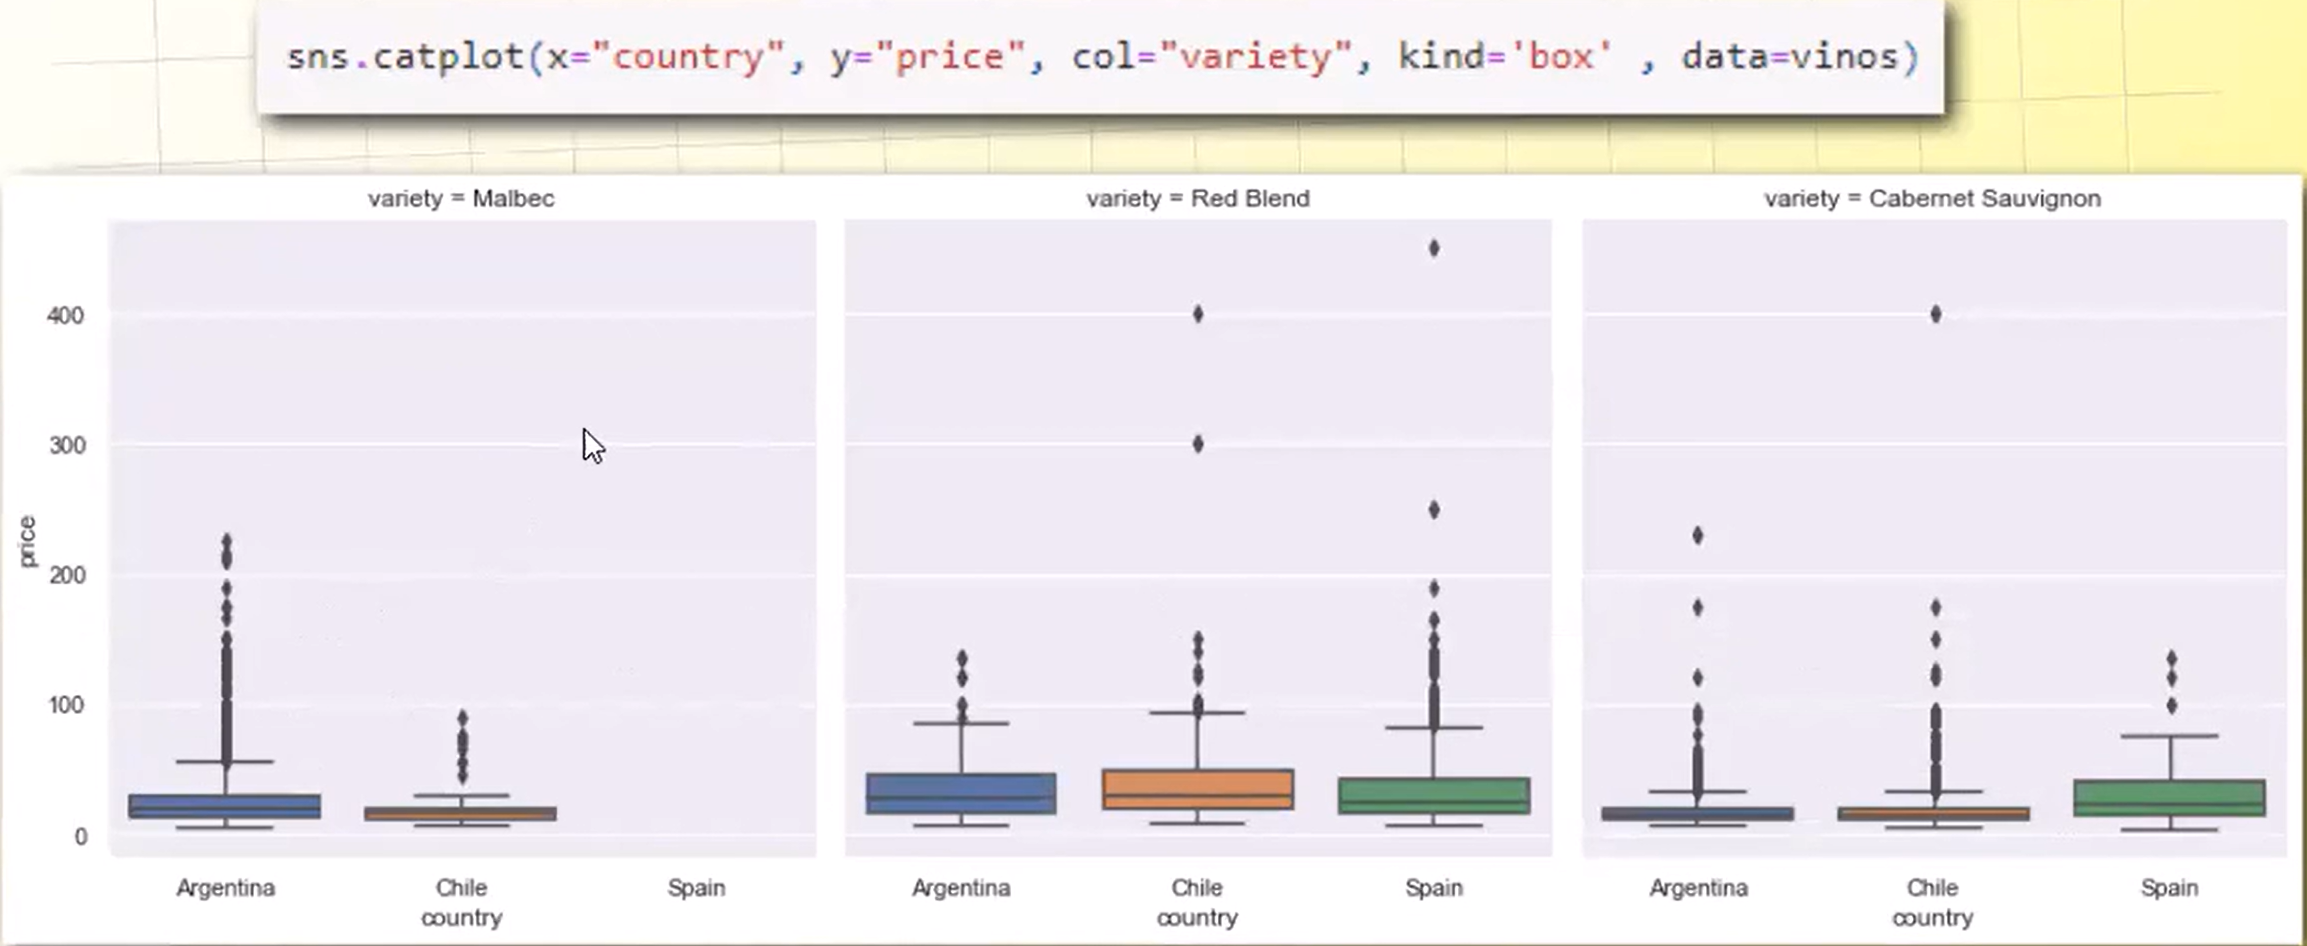 sns.catplot(x="country", y="price", col="variety", kind='box' , data=vinos)
variety = Malbec
variety = Red Blend
variety = Cabernet Sauvignon
400
300
200
100
0
price
Argentina Chile Spain
country
Argentina Chile Spain
country
Argentina Chile Spain
country